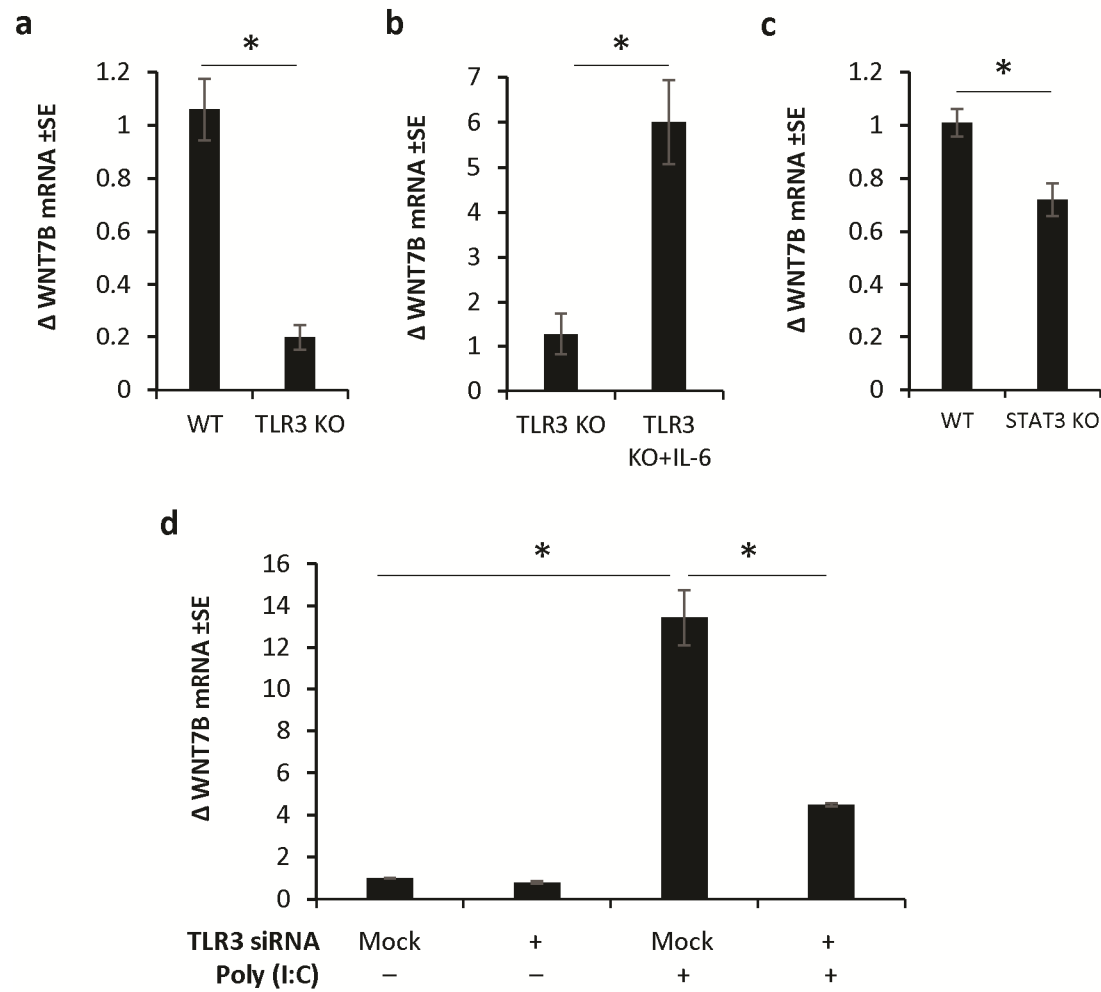 a
*
Δ WNT7B mRNA ±SE
1.2
1
0.8
0.6
0.4
0.2
0
WT TLR3 KO
b
*
Δ WNT7B mRNA ±SE
7
6
5
4
3
2
1
0
TLR3 KO TLR3
KO+IL-6
c
*
Δ WNT7B mRNA ±SE
1.2
1
0.8
0.6
0.4
0.2
0
WT STAT3 KO
d
* *
Δ WNT7B mRNA ±SE
16
14
12
10
8
6
4
2
0
TLR3 siRNA Mock + Mock +
Poly (I:C) – – + +